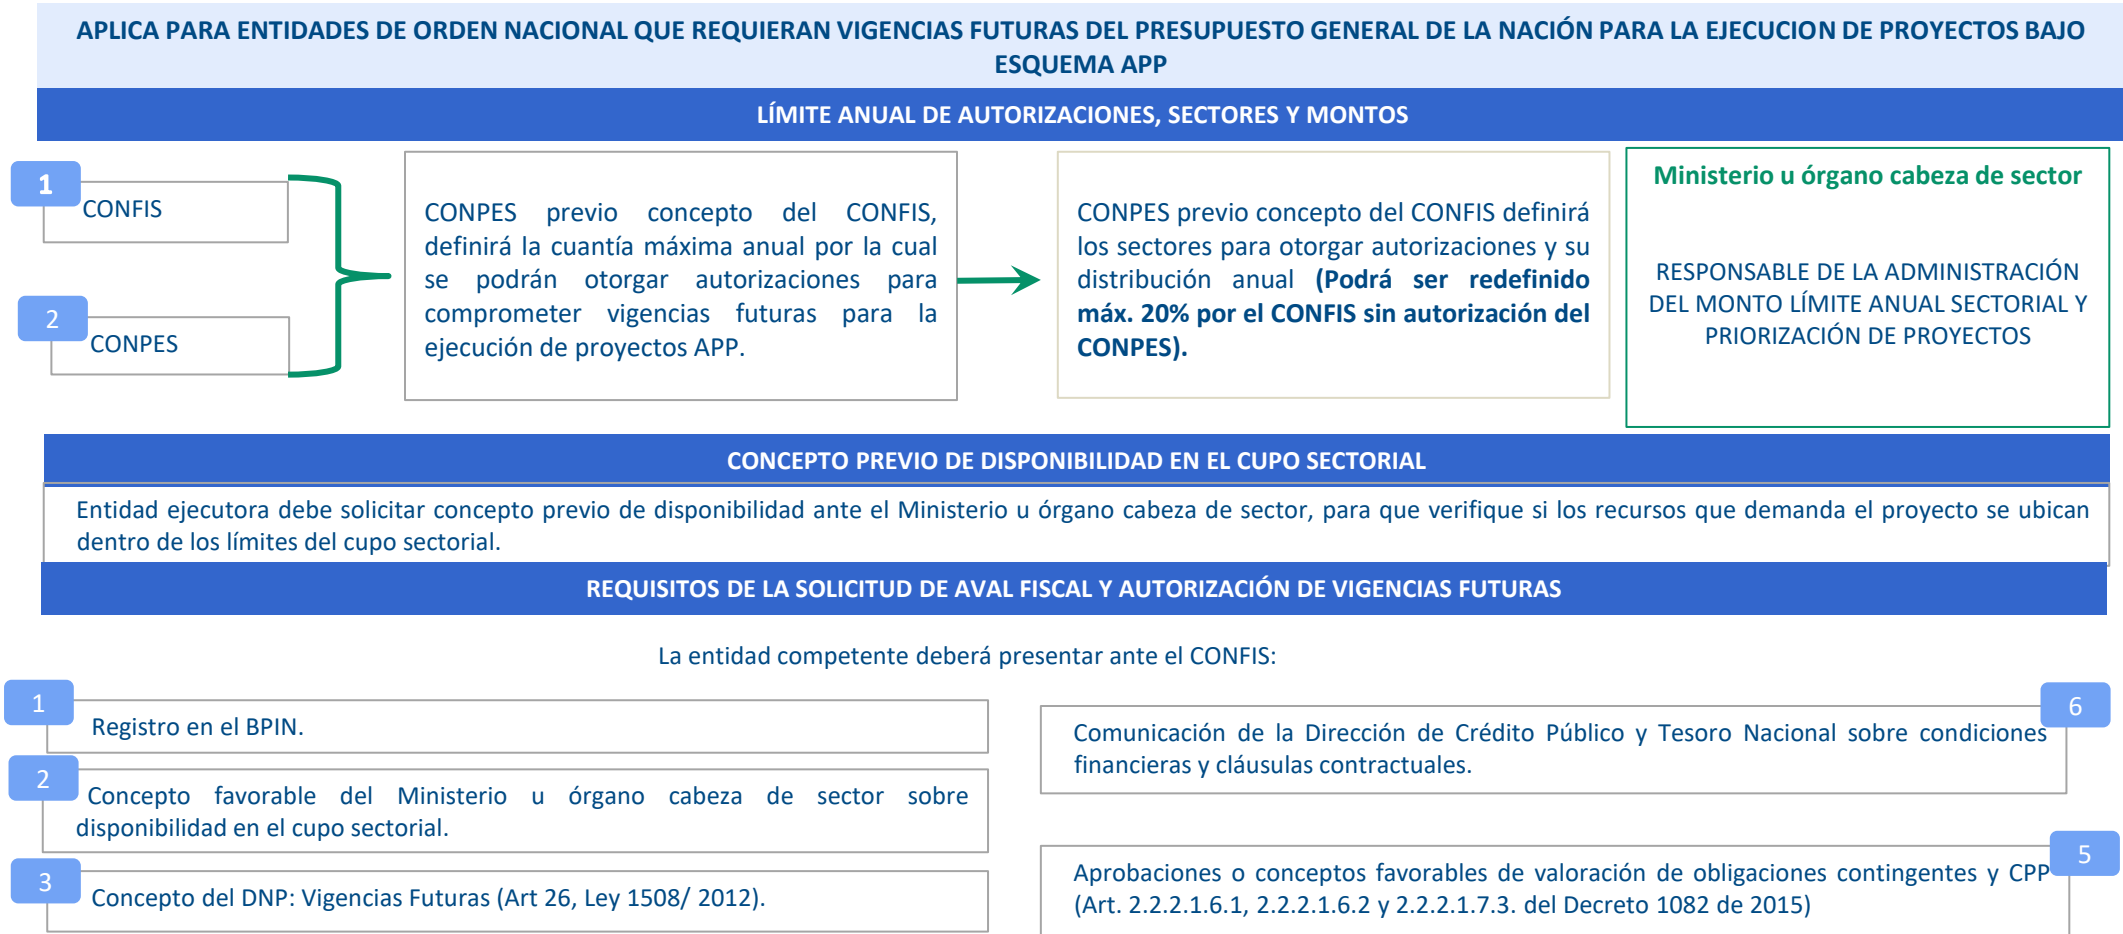 APLICA PARA ENTIDADES DE ORDEN NACIONAL QUE REQUIERAN VIGENCIAS FUTURAS DEL PRESUPUESTO GENERAL DE LA NACIÓN PARA LA EJECUCION DE PROYECTOS BAJO
ESQUEMA APP
LÍMITE ANUAL DE AUTORIZACIONES, SECTORES Y MONTOS
1
CONFIS
2
CONPES
CONPES previo concepto del CONFIS,
definirá la cuantía máxima anual por la cual
se podrán otorgar autorizaciones para
comprometer vigencias futuras para la
ejecución de proyectos APP.
CONPES previo concepto del CONFIS definirá
los sectores para otorgar autorizaciones y su
distribución anual (Podrá ser redefinido
máx. 20% por el CONFIS sin autorización del
CONPES).
Ministerio u órgano cabeza de sector
RESPONSABLE DE LA ADMINISTRACIÓN
DEL MONTO LÍMITE ANUAL SECTORIAL Y
PRIORIZACIÓN DE PROYECTOS
CONCEPTO PREVIO DE DISPONIBILIDAD EN EL CUPO SECTORIAL
Entidad ejecutora debe solicitar concepto previo de disponibilidad ante el Ministerio u órgano cabeza de sector, para que verifique si los recursos que demanda el proyecto se ubican
dentro de los límites del cupo sectorial.
REQUISITOS DE LA SOLICITUD DE AVAL FISCAL Y AUTORIZACIÓN DE VIGENCIAS FUTURAS
La entidad competente deberá presentar ante el CONFIS:
1
Registro en el BPIN.
2
Concepto favorable del Ministerio u órgano cabeza de sector sobre
disponibilidad en el cupo sectorial.
3
Concepto del DNP: Vigencias Futuras (Art 26, Ley 1508/ 2012).
6
Comunicación de la Dirección de Crédito Público y Tesoro Nacional sobre condiciones
financieras y cláusulas contractuales.
5
Aprobaciones o conceptos favorables de valoración de obligaciones contingentes y CPP
(Art. 2.2.2.1.6.1, 2.2.2.1.6.2 y 2.2.2.1.7.3. del Decreto 1082 de 2015)